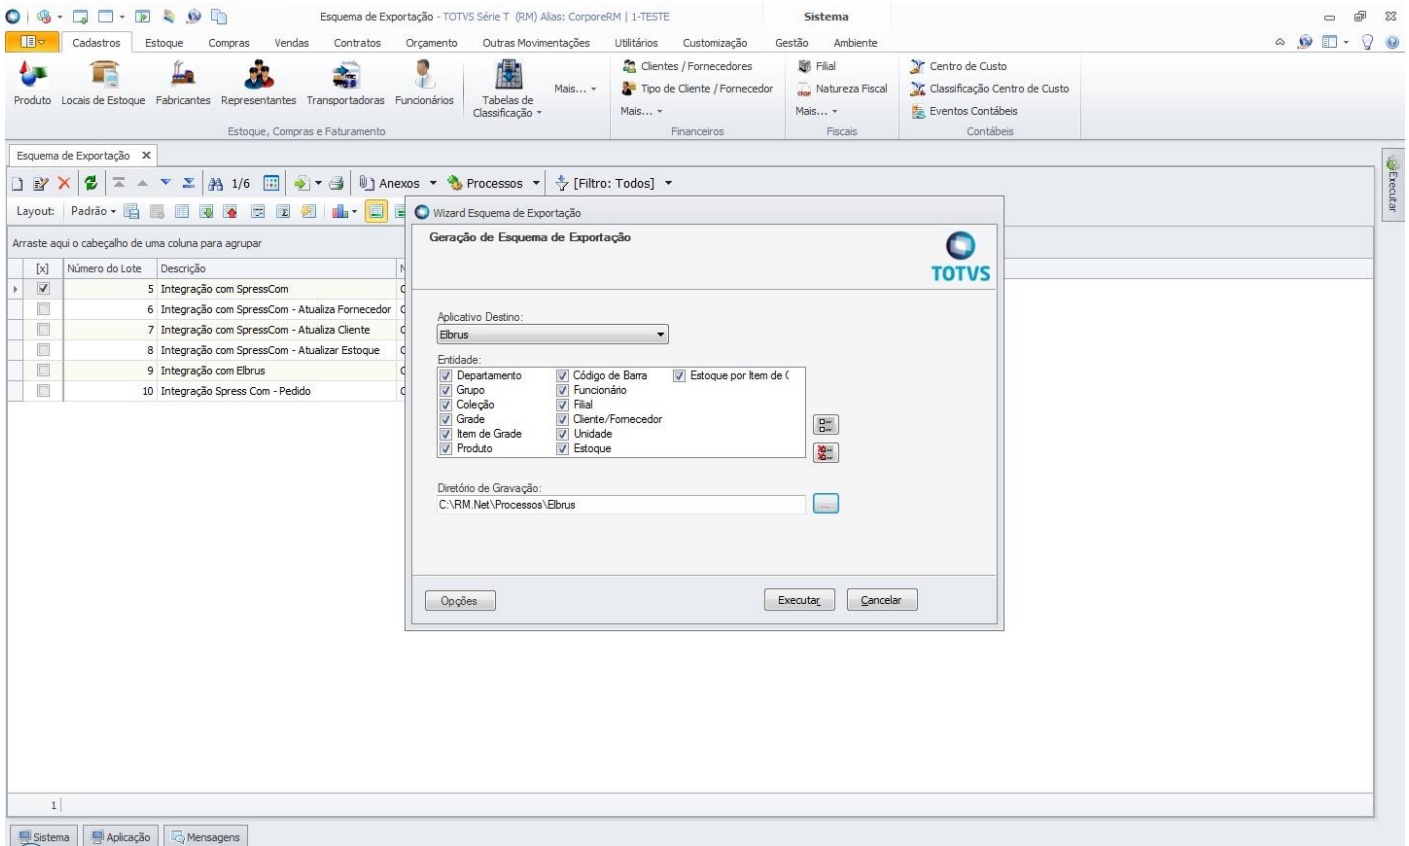 Esquema de Exportação - TOTVS Série T (RM) Alias: CorporeRM | 1-TESTE
Sistema
Cadastros Estoque Compras Vendas Contratos Orçamento Outras Movimentações Utilitários Customização Gestão Ambiente
Produto Locais de Estoque Fabricantes Representantes Transportadoras Funcionários
Tabelas de
Classificação
Mais...
Estoque, Compras e Faturamento
Clientes / Fornecedores
Tipo de Cliente / Fornecedor
Mais...
Financeiros
Filial
Natureza Fiscal
Mais...
Fiscais
Centro de Custo
Classificação Centro de Custo
Eventos Contábeis
Contábeis
Esquema de Exportação X
Executar
1/6 Anexos Processos [Filtro: Todos]
Layout: Padrão
Arraste aqui o cabeçalho de uma coluna para agrupar
[x] Número do Lote Descrição N
5 Integração com SpressCom
6 Integração com SpressCom - Atualiza Fornecedor
7 Integração com SpressCom - Atualiza Cliente
8 Integração com SpressCom - Atualizar Estoque
9 Integração com Elbrus
10 Integração Spress Com - Pedido
Wizard Esquema de Exportação
Geração de Esquema de Exportação
TOTVS
Aplicativo Destino:
Elbrus
Entidade:
Departamento Código de Barra Estoque por Item de
Grupo Funcionário
Coleção Filial
Grade Cliente/Fornecedor
Item de Grade Unidade
Produto Estoque
Diretório de Gravação:
C:\RM.Net\Processos\Elbrus
...
Opções Executar Cancelar
1
Sistema Aplicação Mensagens